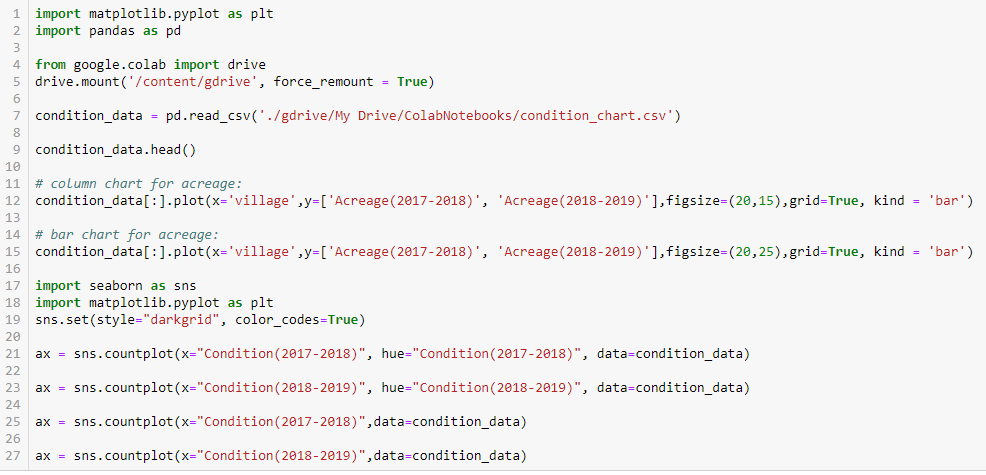 1 import matplotlib.pyplot as plt
2 import pandas as pd
3
4 from google.colab import drive
5 drive.mount('/content/gdrive', force_remount = True)
6
7 condition_data = pd.read_csv('./gdrive/My Drive/ColabNotebooks/condition_chart.csv')
8
9 condition_data.head()
10
11 # column chart for acreage:
12 condition_data[:].plot(x='village',y=['Acreage(2017-2018)', 'Acreage(2018-2019)'],figsize=(20,15),grid=True, kind = 'bar')
13
14 # bar chart for acreage:
15 condition_data[:].plot(x='village',y=['Acreage(2017-2018)', 'Acreage(2018-2019)'],figsize=(20,25),grid=True, kind = 'bar')
16
17 import seaborn as sns
18 import matplotlib.pyplot as plt
19 sns.set(style="darkgrid", color_codes=True)
20
21 ax = sns.countplot(x="Condition(2017-2018)", hue="Condition(2017-2018)", data=condition_data)
22
23 ax = sns.countplot(x="Condition(2018-2019)", hue="Condition(2018-2019)", data=condition_data)
24
25 ax = sns.countplot(x="Condition(2017-2018)",data=condition_data)
26
27 ax = sns.countplot(x="Condition(2018-2019)",data=condition_data)